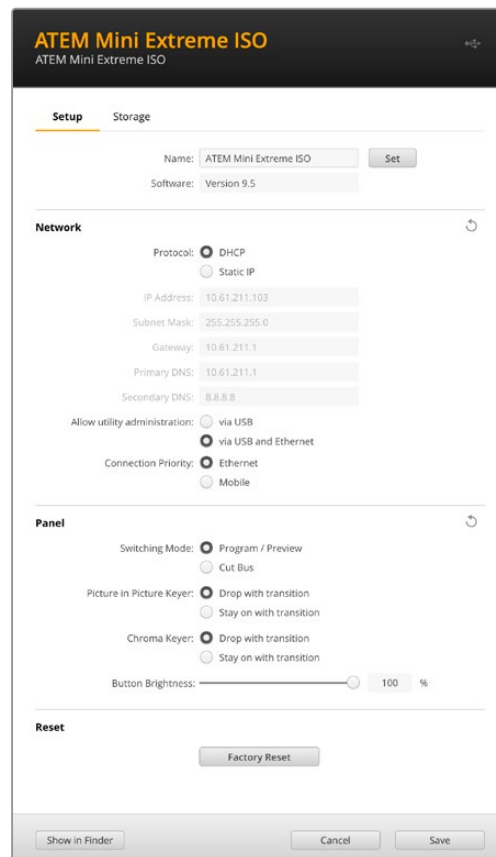 ATEM Mini Extreme ISO
ATEM Mini Extreme ISO
Setup Storage
Name: ATEM Mini Extreme ISO Set
Software: Version 9.5
Network
Protocol: DHCP
Static IP
IP Address: 10.61.211.103
Subnet Mask: 255.255.255.0
Gateway: 10.61.211.1
Primary DNS: 10.61.211.1
Secondary DNS: 8.8.8.8
Allow utility administration: via USB
via USB and Ethernet
Connection Priority: Ethernet
Mobile
Panel
Switching Mode: Program / Preview
Cut Bus
Picture in Picture Keyer: Drop with transition
Stay on with transition
Chroma Keyer: Drop with transition
Stay on with transition
Button Brightness: 100 %
Reset
Factory Reset
Show in Finder Cancel Save